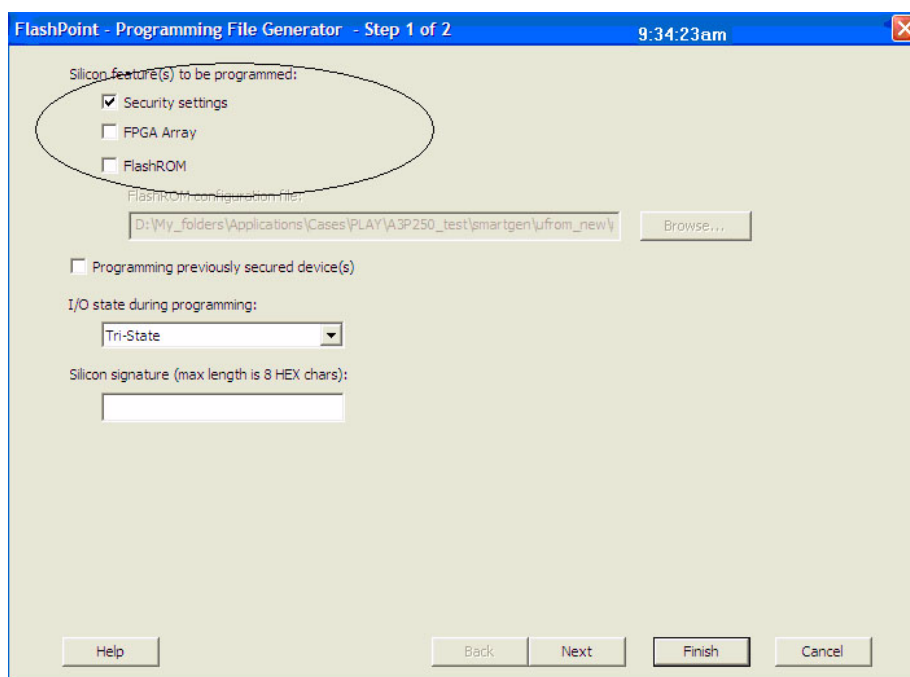 FlashPoint - Programming File Generator - Step 1 of 2 9:34:23am
Silicon feature(s) to be programmed:
Security settings
FPGA Array
FlashROM
FlashROM configuration file:
D:\My_folders\Applications\Cases\PLAY\A3P250_test\smartgen\ufrom_new\ Browse...
Programming previously secured device(s)
I/O state during programming:
Tri-State
Silicon signature (max length is 8 HEX chars):
Help Back Next Finish Cancel